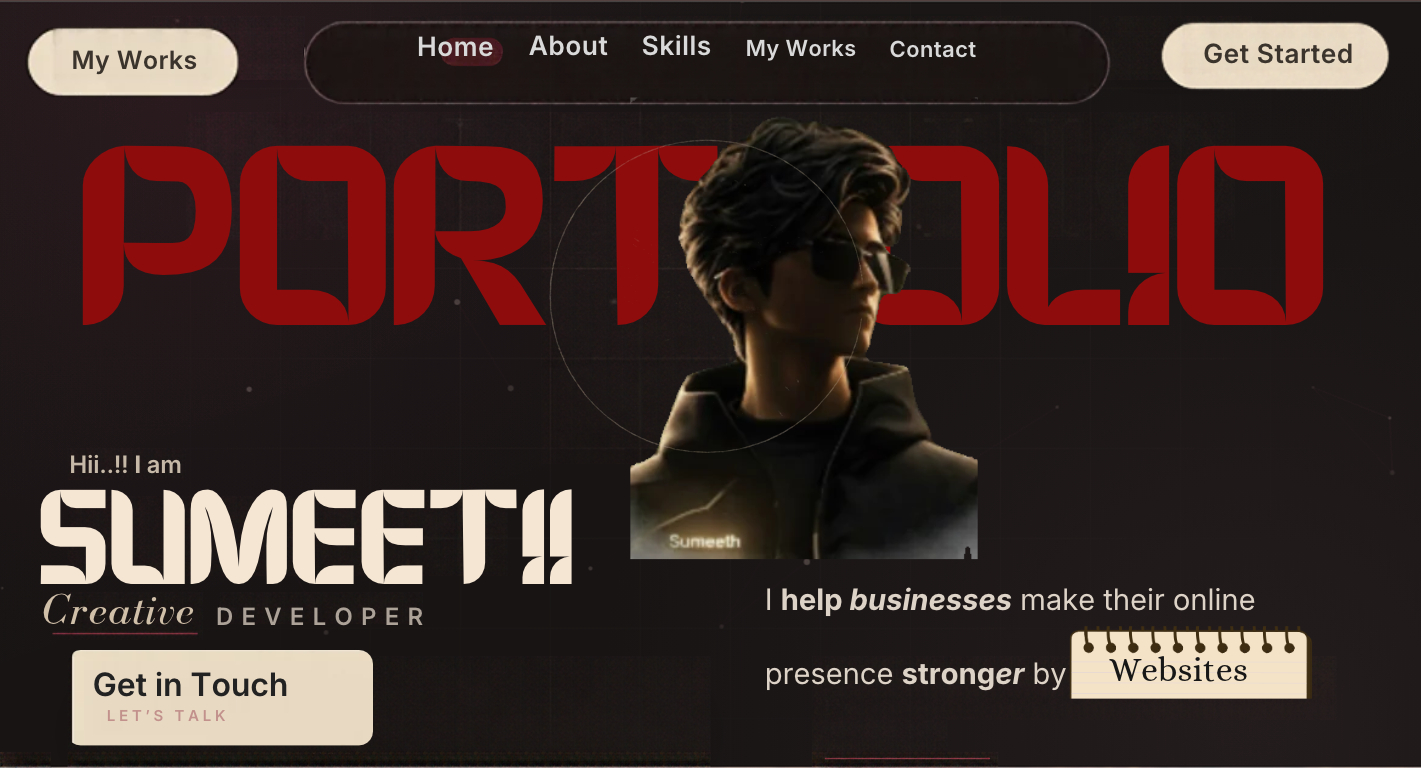 My Works
Home About Skills My Works Contact
Get Started
PORT OLIO
Hii..!! I am
SUMEET!!
Creative DEVELOPER
Get in Touch
LET'S TALK
Sumeeth
I help businesses make their online
presence stronger by Websites